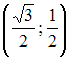 (√3/2 ; 1/2)